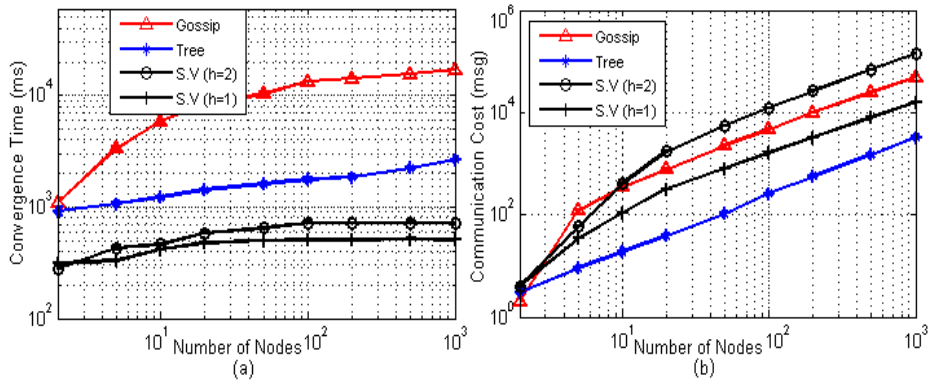 Convergence Time (ms)
10^4
10^3
10^2
Gossip
Tree
S.V (h=2)
S.V (h=1)
10^1
10^2
10^3
Number of Nodes
(a)
Communication Cost (msg)
10^4
10^2
10^0
Gossip
Tree
S.V (h=2)
S.V (h=1)
10^1
10^2
10^3
Number of Nodes
(b)